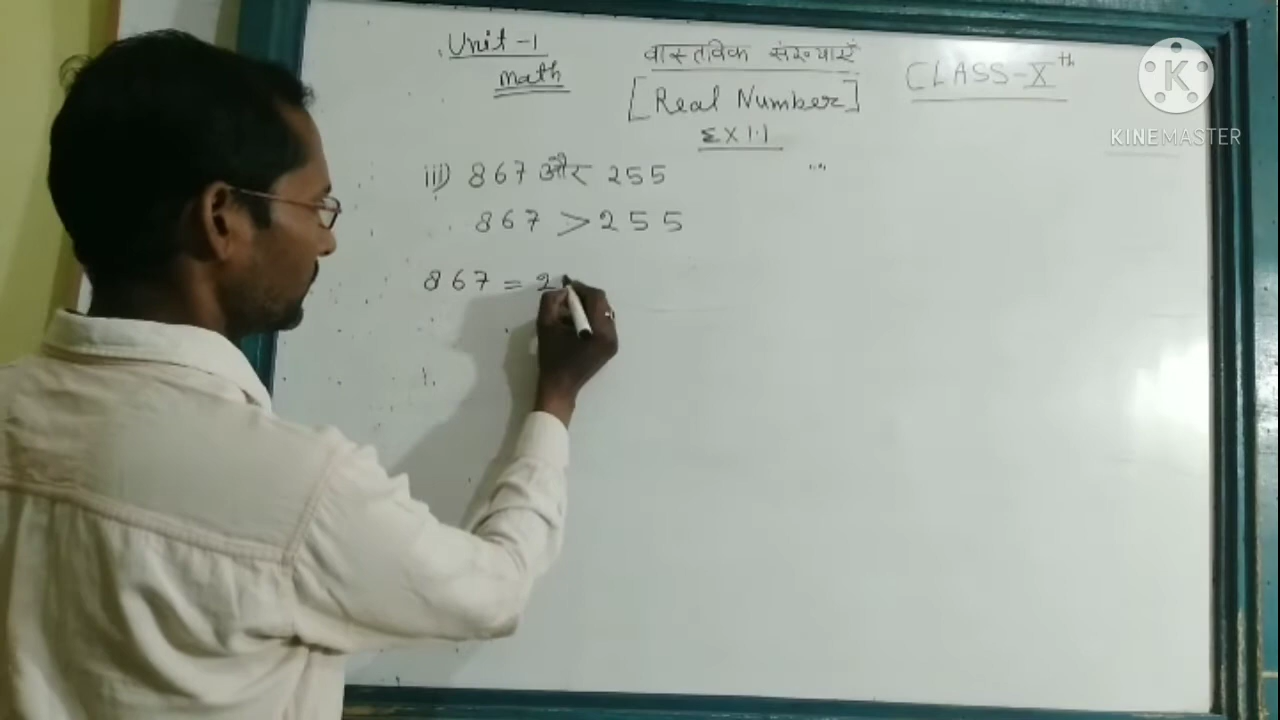 Unit-1
Math
वास्तविक संख्याएँ
[Real Number]
EX 1.1
CLASS-Xth
KINEMASTER
iii) 867 और 255
867 > 255
867 = 2